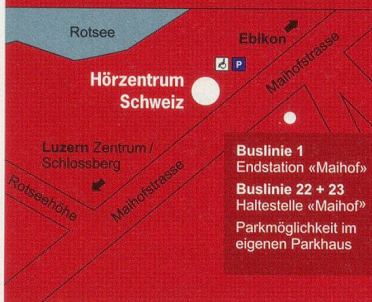 Rotsee
Ebikon
P
Maihofstrasse
Hörzentrum
Schweiz
Luzern Zentrum/
Schlossberg
Rotseehöhe
Maihofstrasse
Buslinie 1
Endstation «Maihof»
Buslinie 22 + 23
Haltestelle «Maihof»
Parkmöglichkeit im
eigenen Parkhaus